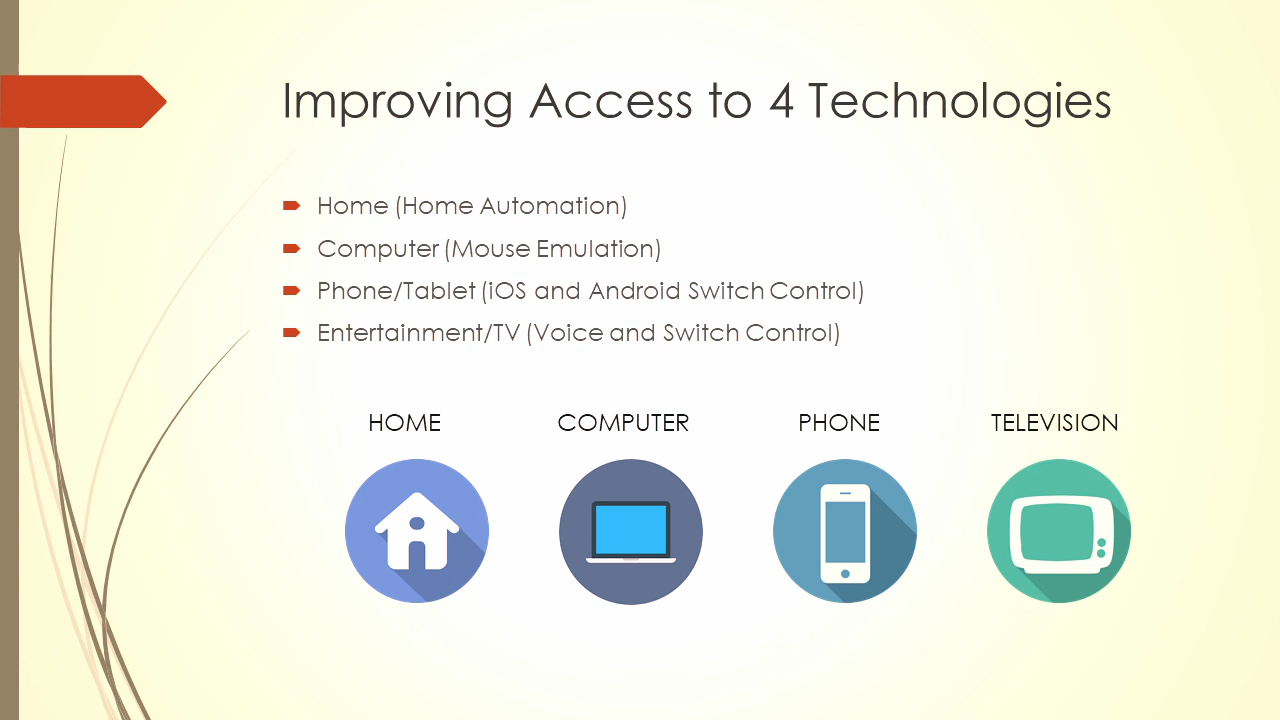 Improving Access to 4 Technologies
Home (Home Automation)
Computer (Mouse Emulation)
Phone/Tablet (iOS and Android Switch Control)
Entertainment/TV (Voice and Switch Control)
HOME COMPUTER PHONE TELEVISION